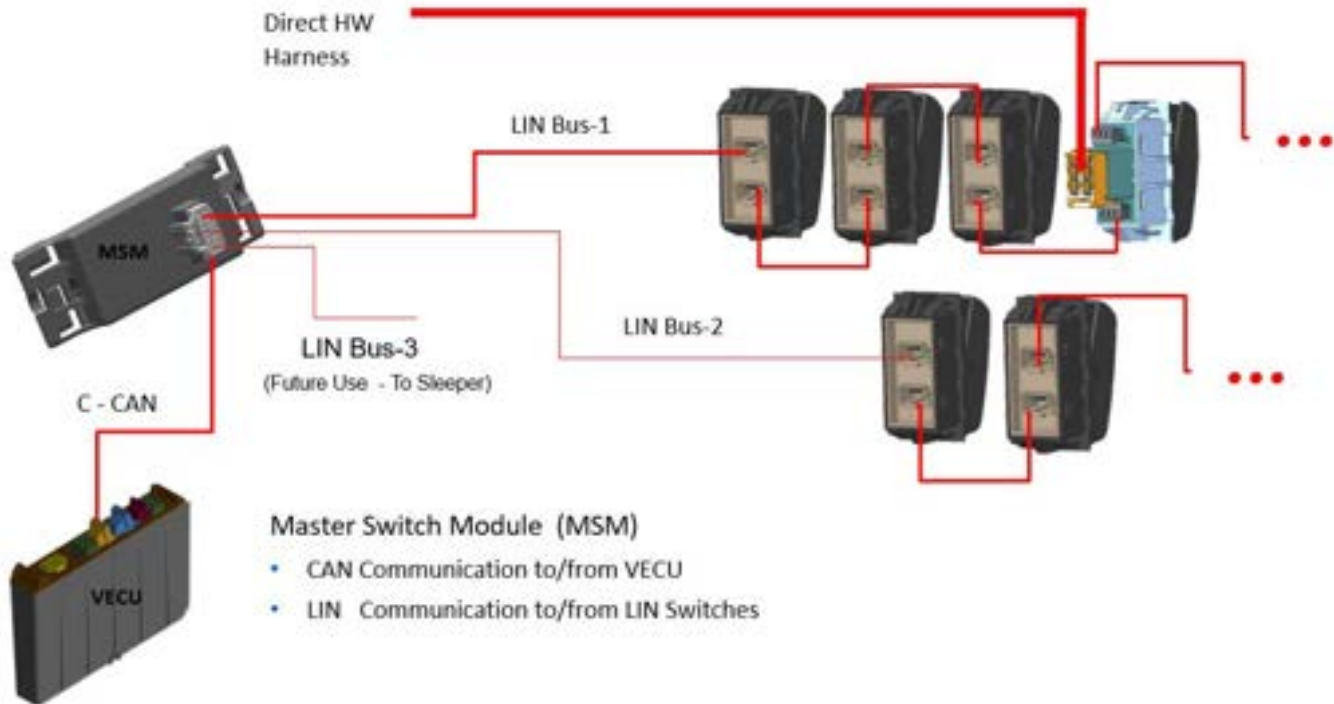 Direct HW
Harness
LIN Bus-1
MSM
LIN Bus-2
LIN Bus-3
(Future Use - To Sleeper)
C - CAN
VECU
Master Switch Module (MSM)
• CAN Communication to/from VECU
• LIN Communication to/from LIN Switches